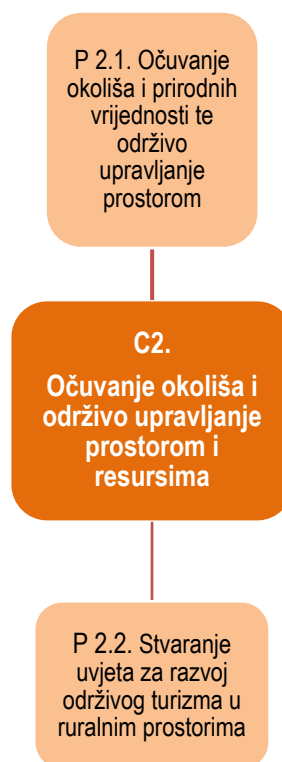 P 2.1. Očuvanje
okoliša i prirodnih
vrijednosti te
održivo
upravljanje
prostorom
C2.
Očuvanje okoliša i
održivo upravljanje
prostorom i
resursima
P 2.2. Stvaranje
uvjeta za razvoj
održivog turizma u
ruralnim prostorima